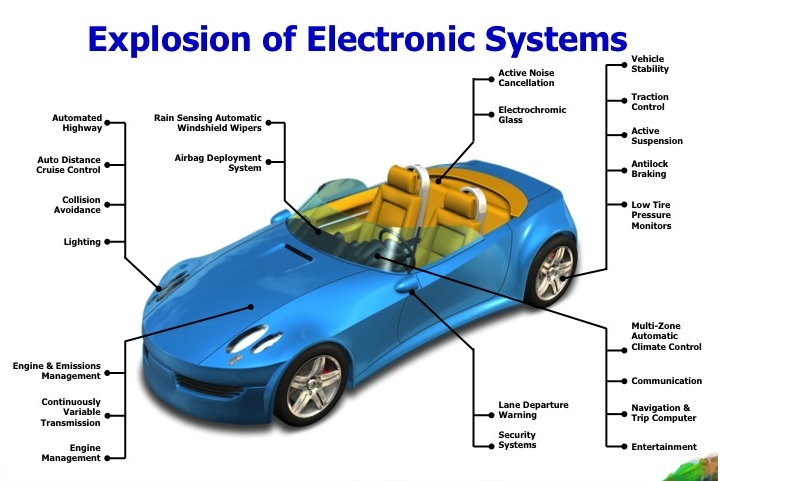 Explosion of Electronic Systems
Automated
Highway
Auto Distance
Cruise Control
Collision
Avoidance
Lighting
Rain Sensing Automatic
Windshield Wipers
Airbag Deployment
System
Active Noise
Cancellation
Electrochromic
Glass
Vehicle
Stability
Traction
Control
Active
Suspension
Antilock
Braking
Low Tire
Pressure
Monitors
Engine & Emissions
Management
Continuously
Variable
Transmission
Engine
Management
Lane Departure
Warning
Security
Systems
Multi-Zone
Automatic
Climate Control
Communication
Navigation &
Trip Computer
Entertainment